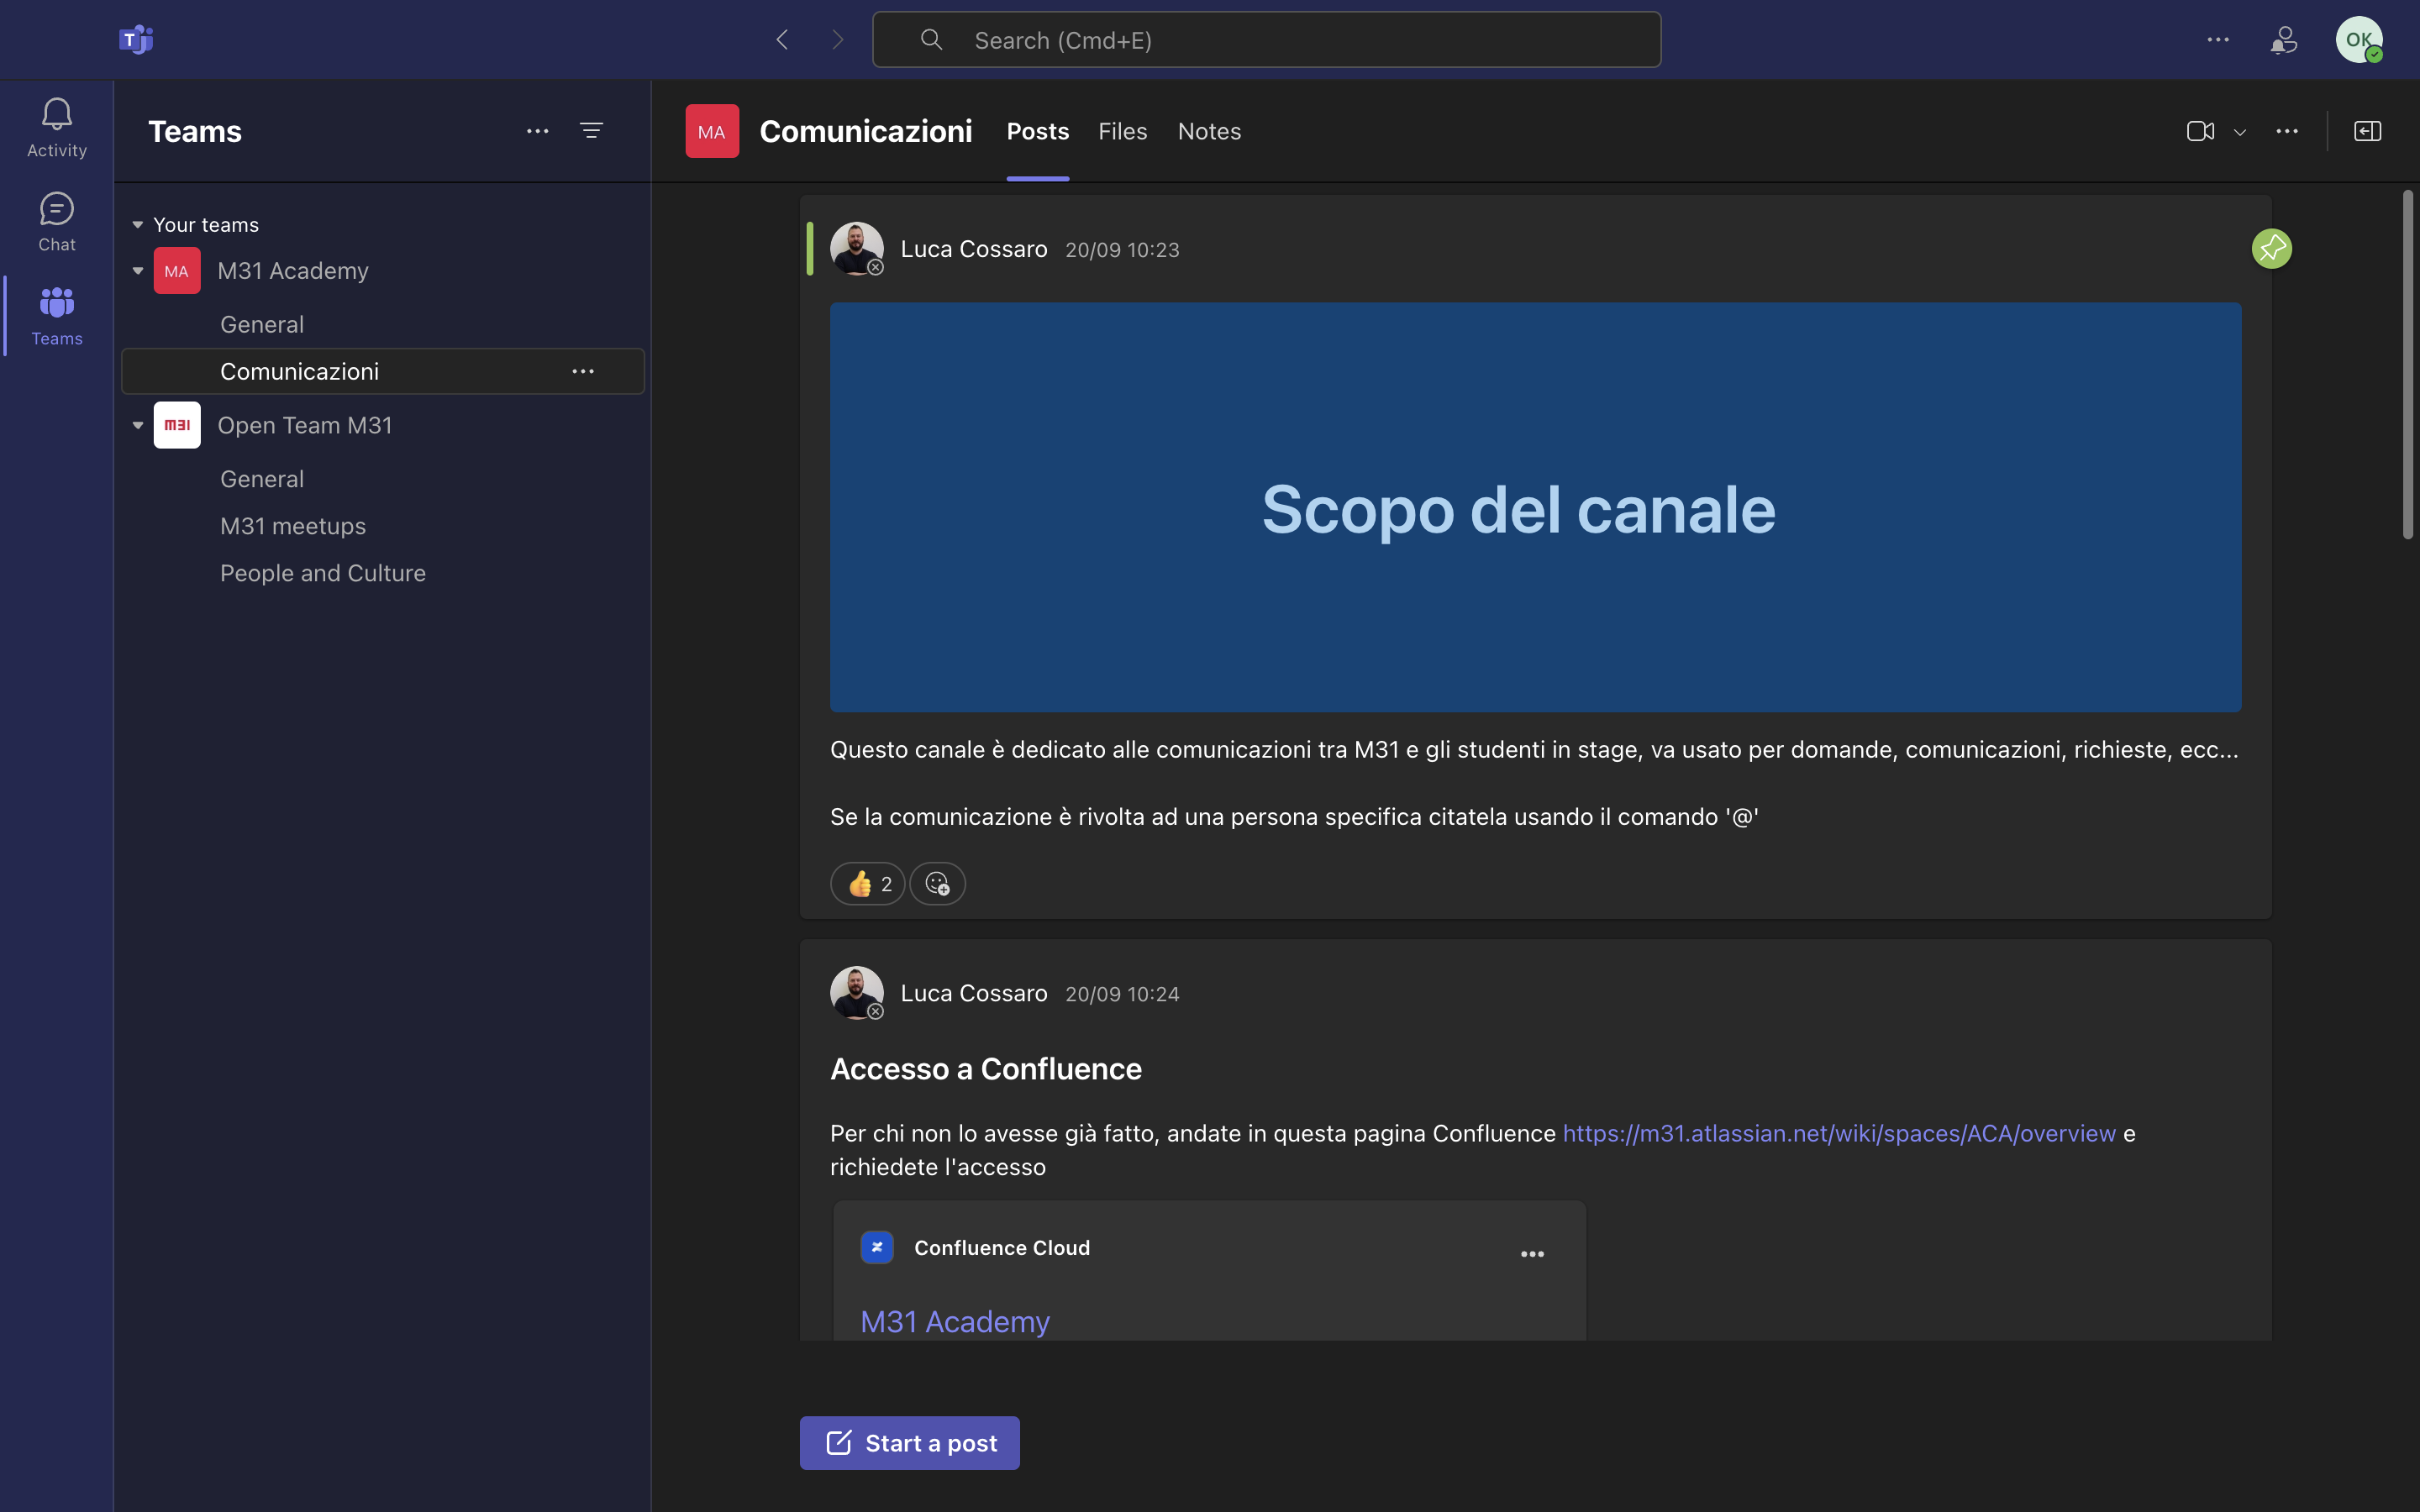 T
Search (Cmd+E)
OK
Activity
Chat
Teams
Teams
Your teams
MA
M31 Academy
General
Comunicazioni
m31
Open Team M31
General
M31 meetups
People and Culture
MA
Comunicazioni
Posts
Files
Notes
Luca Cossaro 20/09 10:23
Scopo del canale
Questo canale è dedicato alle comunicazioni tra M31 e gli studenti in stage, va usato per domande, comunicazioni, richieste, ecc...
Se la comunicazione è rivolta ad una persona specifica citatela usando il comando '@'
👍 2
Luca Cossaro 20/09 10:24
Accesso a Confluence
Per chi non lo avesse già fatto, andate in questa pagina Confluence https://m31.atlassian.net/wiki/spaces/ACA/overview e
richiedete l'accesso
Confluence Cloud
M31 Academy
Start a post